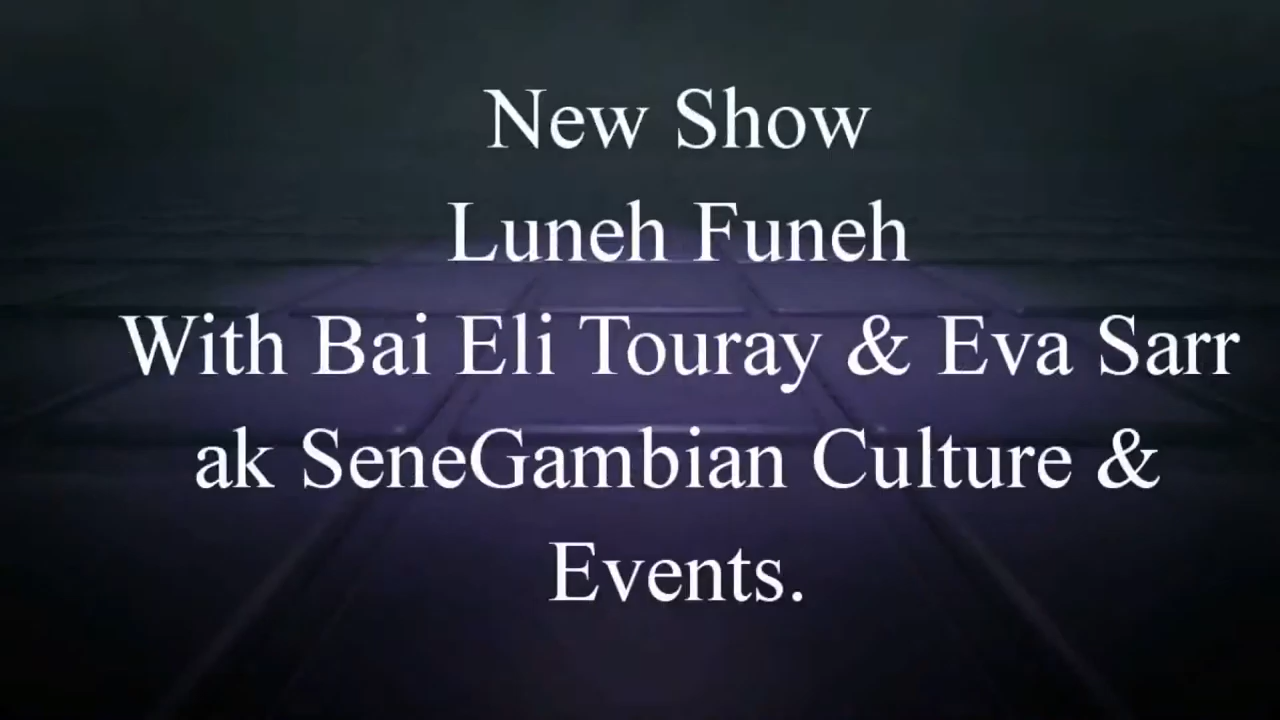 New Show
Luneh Funeh
With Bai Eli Touray & Eva Sarr
ak SeneGambian Culture &
Events.